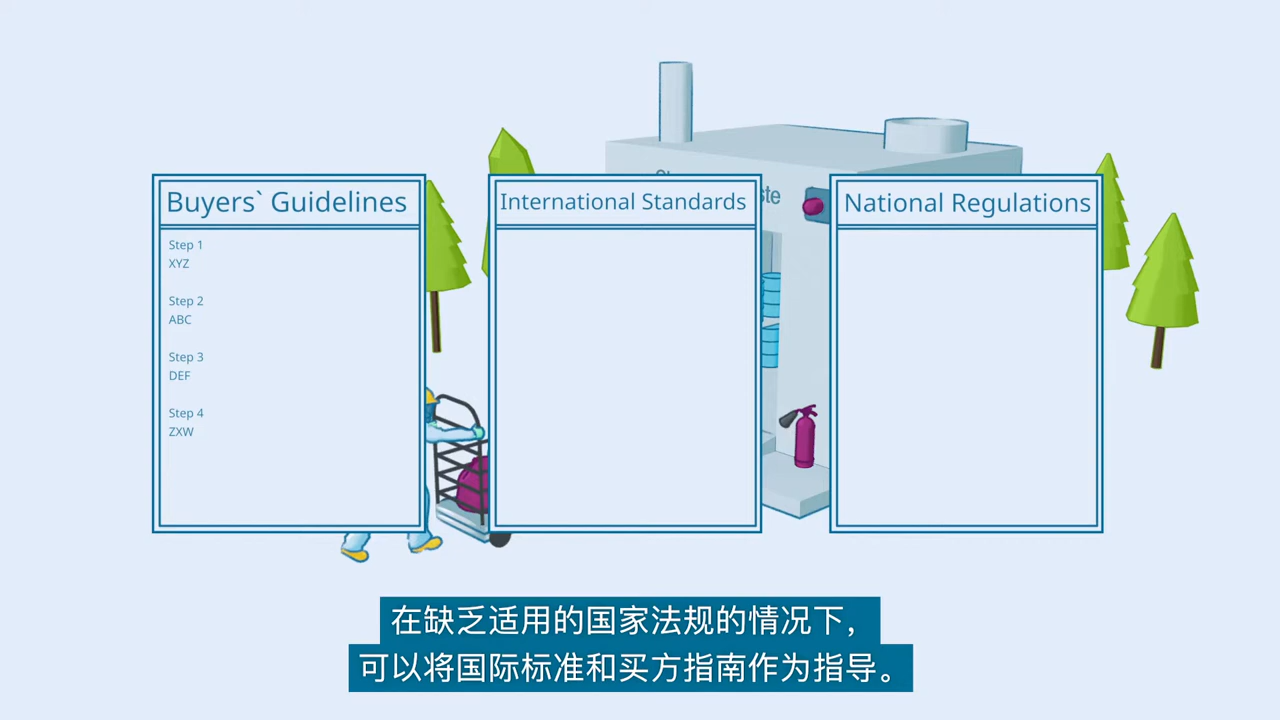 Buyers` Guidelines
Step 1
XYZ
Step 2
ABC
Step 3
DEF
Step 4
ZXW
International Standards
National Regulations
在缺乏适用的国家法规的情况下，
可以将国际标准和买方指南作为指导。